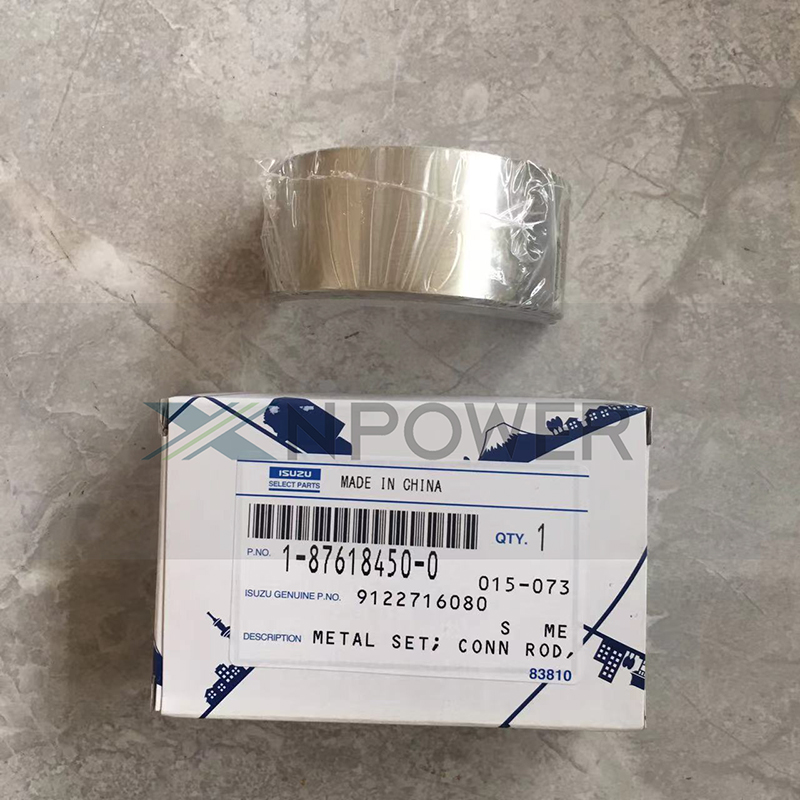 XNPOWER
ISUZU
SELECT PARTS
MADE IN CHINA
QTY. 1
P.NO. 1-87618450-0
015-073
ISUZU GENUINE P.NO. 9122716080
S ME
DESCRIPTION METAL SET; CONN ROD,
83810